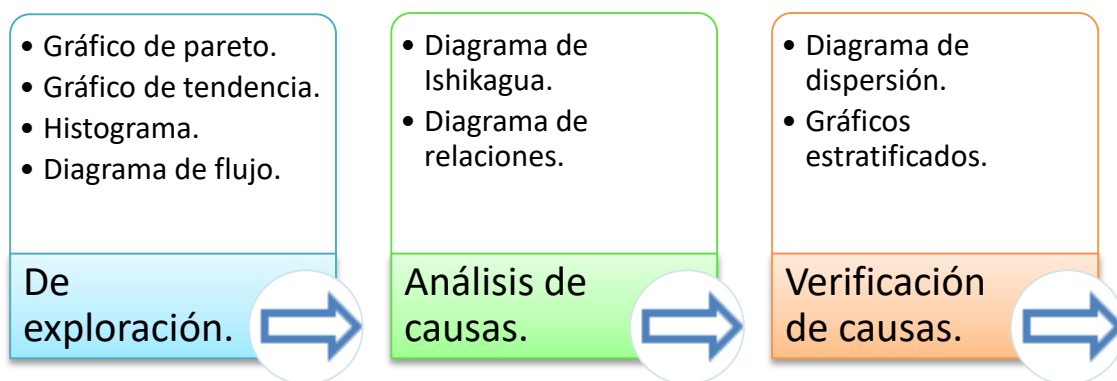 • Gráfico de pareto.
• Gráfico de tendencia.
• Histograma.
• Diagrama de flujo.
De
exploración.
• Diagrama de
Ishikagua.
• Diagrama de
relaciones.
Análisis de
causas.
• Diagrama de
dispersión.
• Gráficos
estratificados.
Verificación
de causas.